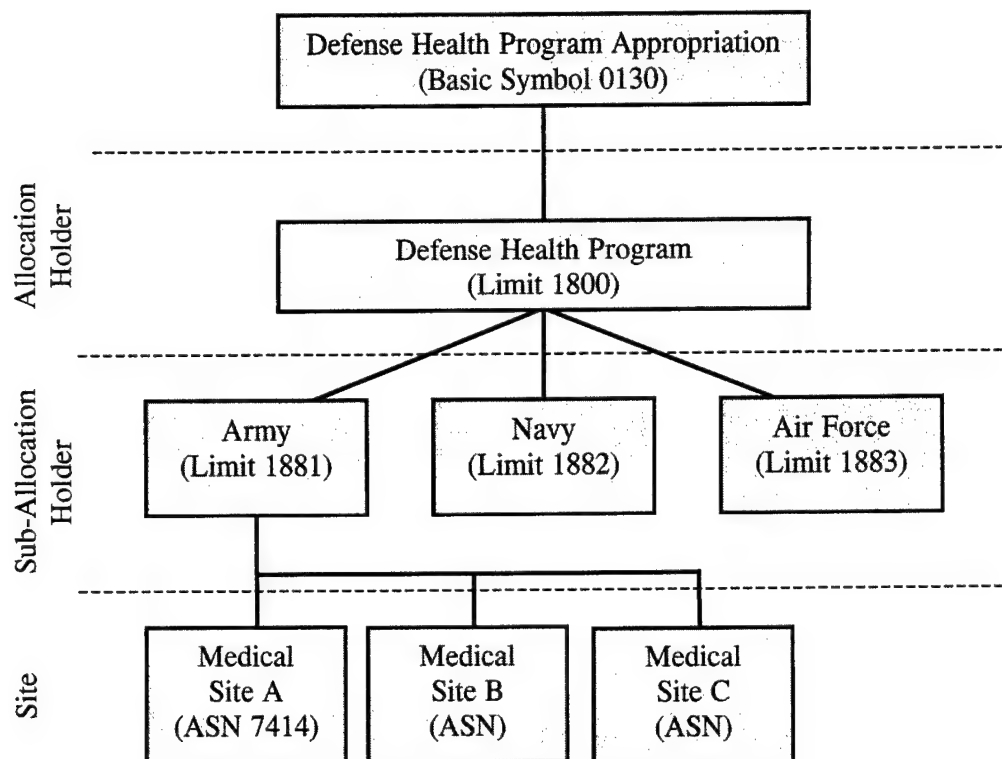 Defense Health Program Appropriation
(Basic Symbol 0130)
Allocation
Holder
Defense Health Program
(Limit 1800)
Sub-Allocation
Holder
Army
(Limit 1881)
Navy
(Limit 1882)
Air Force
(Limit 1883)
Site
Medical
Site A
(ASN 7414)
Medical
Site B
(ASN)
Medical
Site C
(ASN)